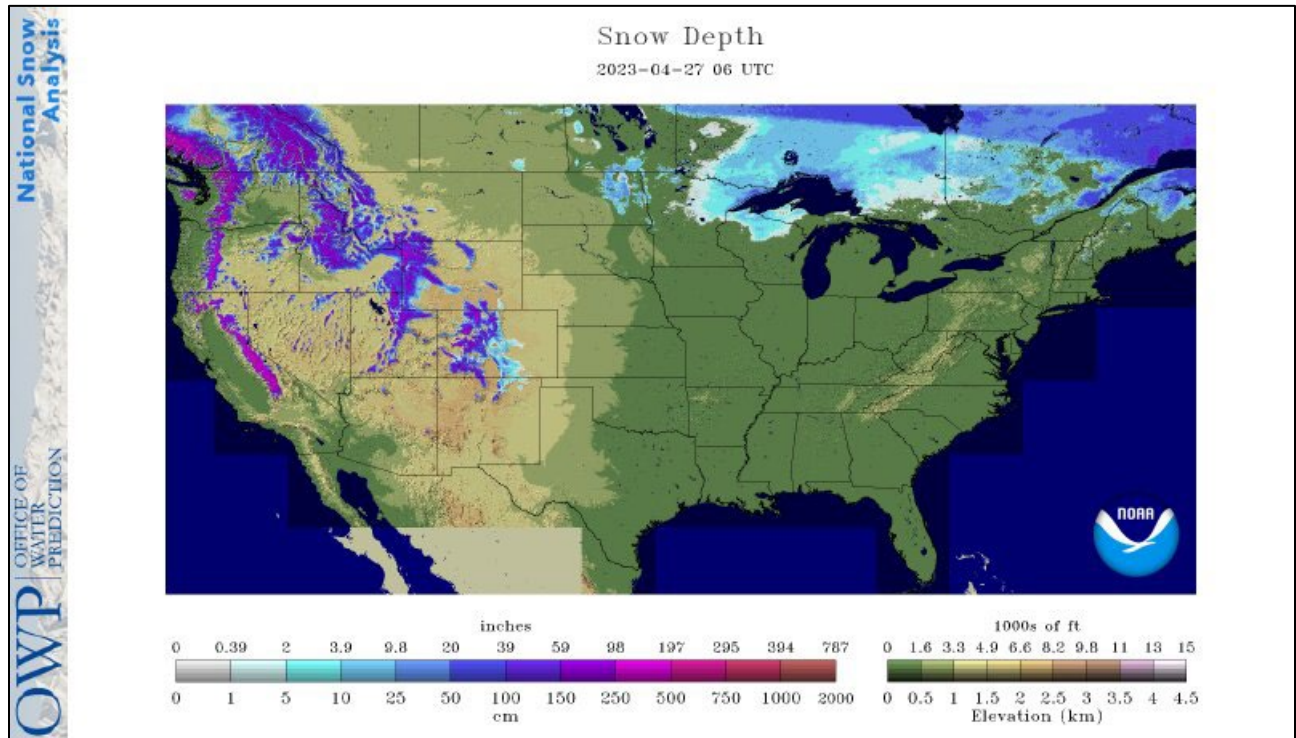 National Snow
Analysis
OWP
OFFICE OF
WATER
PREDICTION
Snow Depth
2023-04-27 06 UTC
NOAA
inches
0 0.39 2 3.9 9.8 20 39 59 98 197 295 394 787
0 1 5 10 25 50 100 150 250 500 750 1000 2000
cm
1000s of ft
0 1.6 3.3 4.9 6.6 8.2 9.8 11 13 15
0 0.5 1 1.5 2 2.5 3 3.5 4 4.5
Elevation (km)